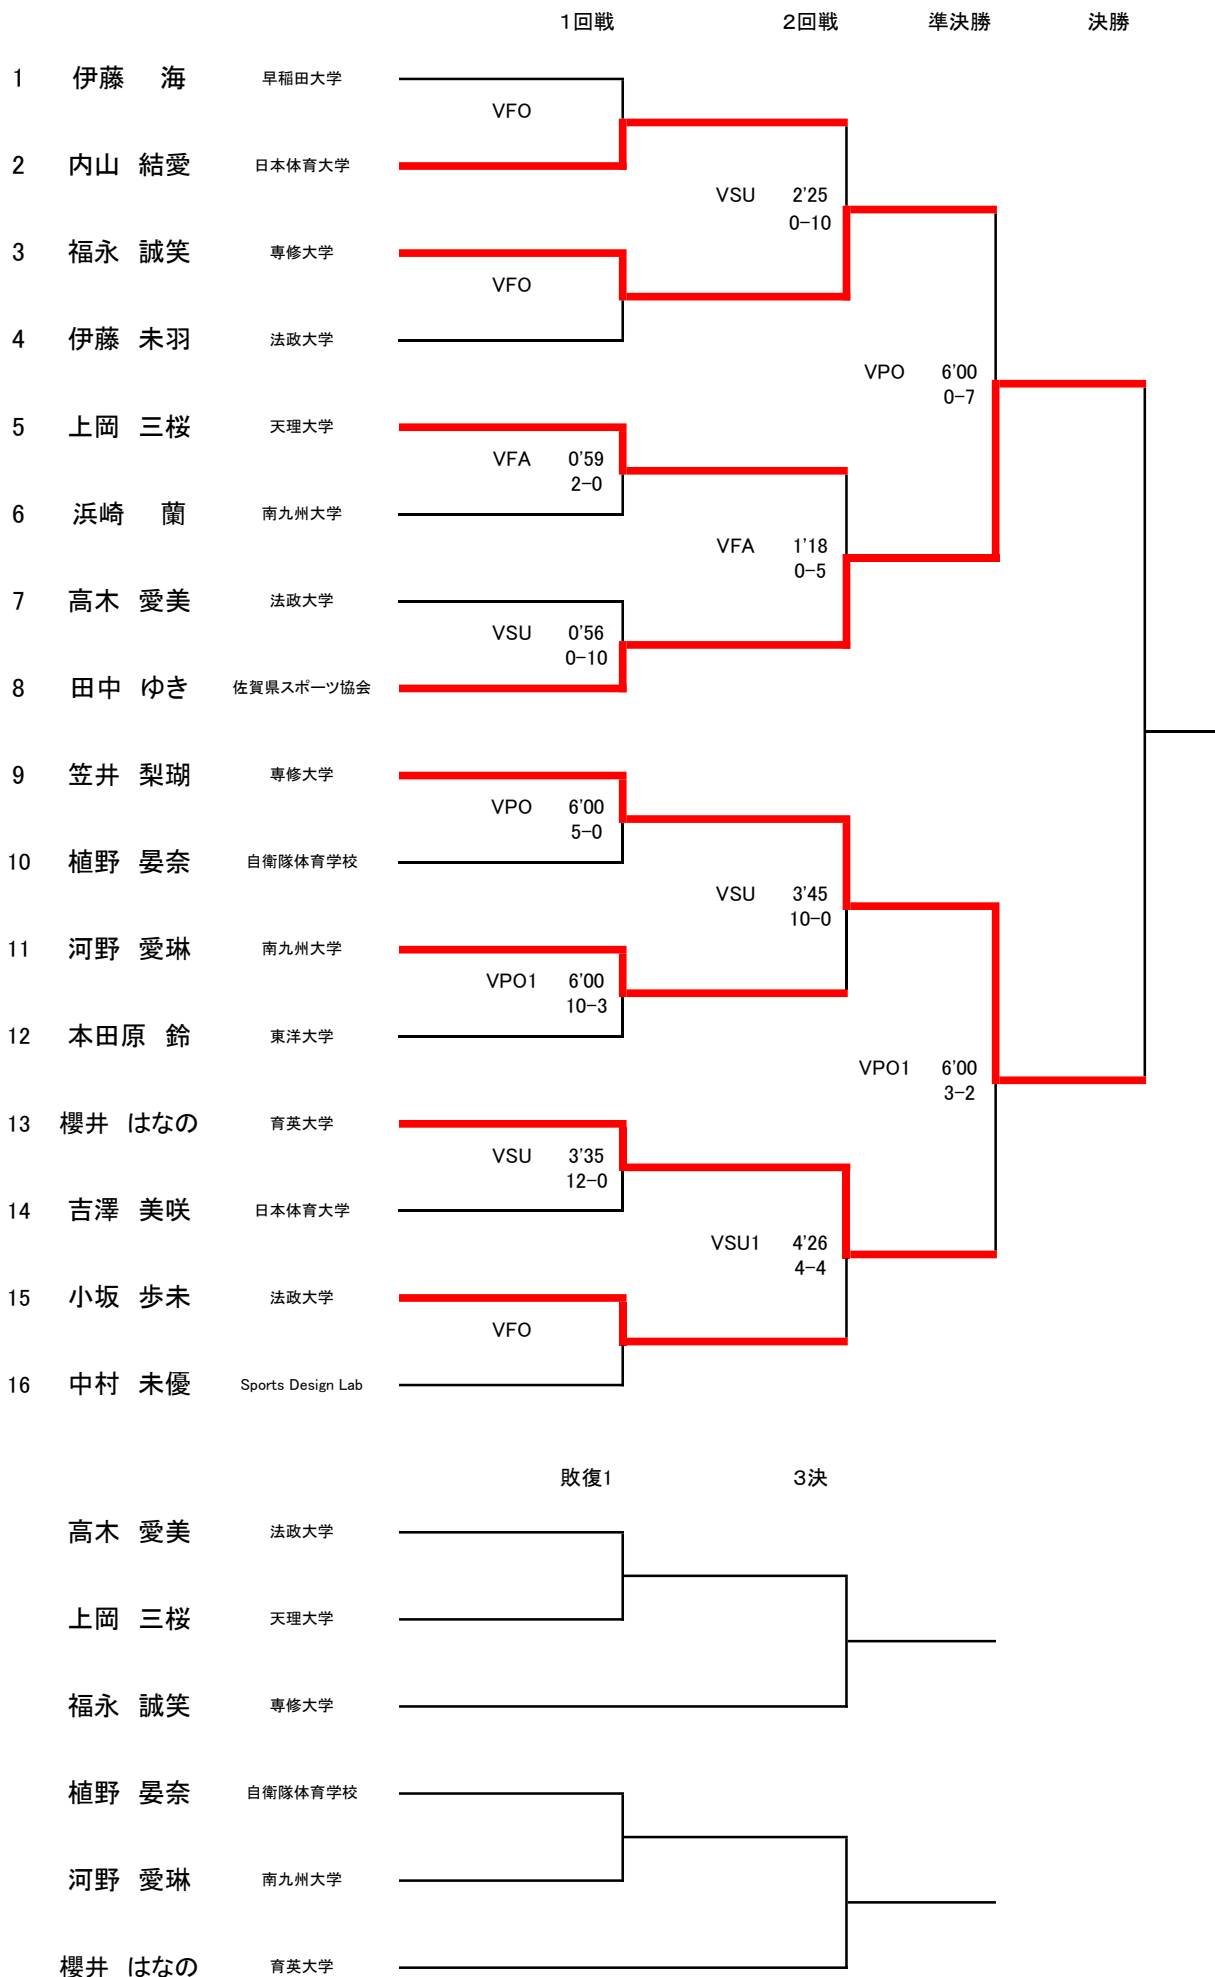 1回戦 2回戦 準決勝 決勝
1 伊藤 海 早稲田大学
VFO
2 内山 結愛 日本体育大学
VSU 2'25
0-10
3 福永 誠笑 専修大学
VFO
4 伊藤 未羽 法政大学
VPO 6'00
0-7
5 上岡 三桜 天理大学
VFA 0'59
2-0
6 浜崎 蘭 南九州大学
VFA 1'18
0-5
7 高木 愛美 法政大学
VSU 0'56
0-10
8 田中 ゆき 佐賀県スポーツ協会
9 笠井 梨瑚 専修大学
VPO 6'00
5-0
10 植野 晏奈 自衛隊体育学校
VSU 3'45
10-0
11 河野 愛琳 南九州大学
VPO1 6'00
10-3
12 本田原 鈴 東洋大学
VPO1 6'00
3-2
13 櫻井 はなの 育英大学
VSU 3'35
12-0
14 吉澤 美咲 日本体育大学
VSU1 4'26
4-4
15 小坂 歩未 法政大学
VFO
16 中村 未優 Sports Design Lab
敗復1 3決
高木 愛美 法政大学
上岡 三桜 天理大学
福永 誠笑 専修大学
植野 晏奈 自衛隊体育学校
河野 愛琳 南九州大学
櫻井 はなの 育英大学